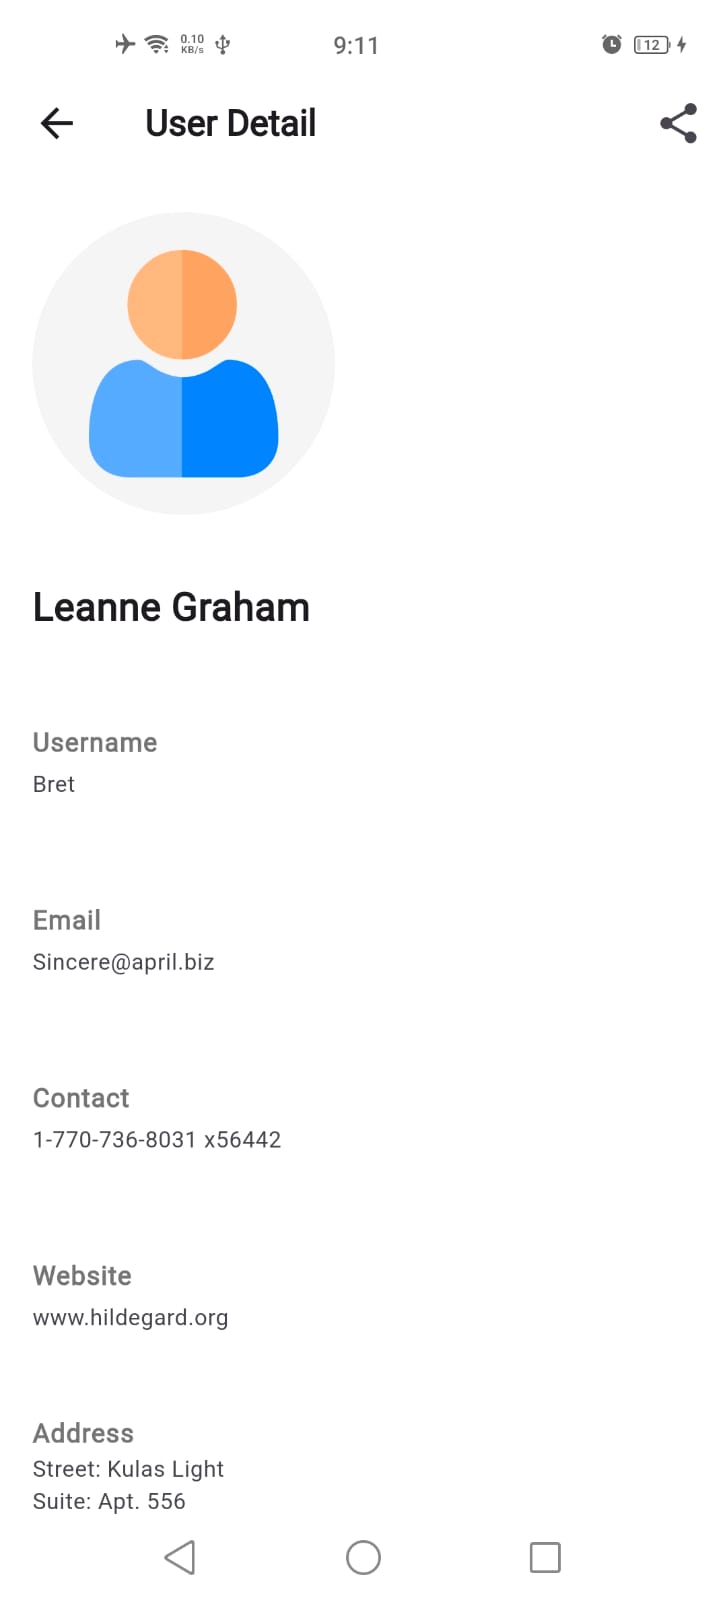 0.10
KB/s
9:11
12
User Detail
Leanne Graham
Username
Bret
Email
Sincere@april.biz
Contact
1-770-736-8031 x56442
Website
www.hildegard.org
Address
Street: Kulas Light
Suite: Apt. 556